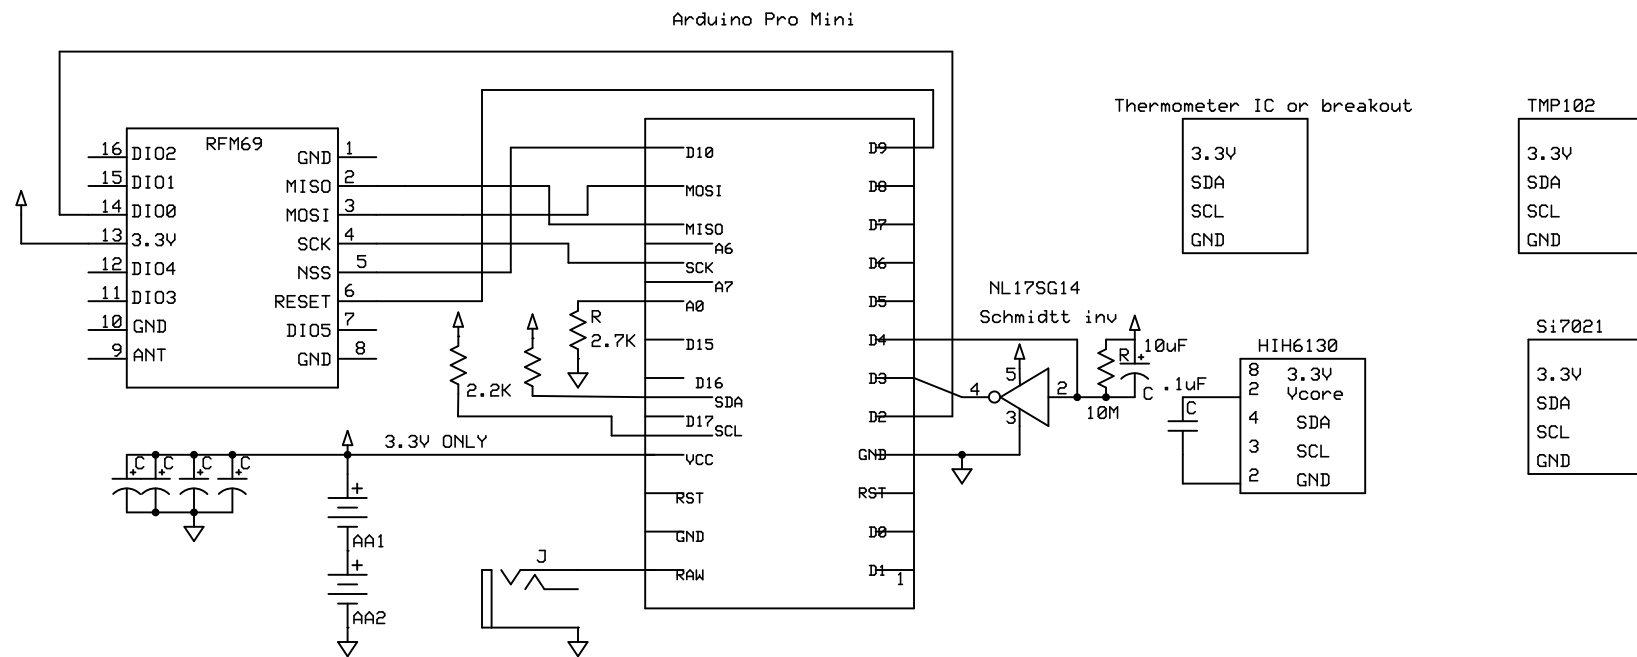 Arduino Pro Mini
RFM69
16 DIO2
15 DIO1
14 DIO0
13 3.3V
12 DIO4
11 DIO3
10 GND
9 ANT
GND 1
MISO 2
MOSI 3
SCK 4
NSS 5
RESET 6
DIO5 7
GND 8
2.2K
R
2.7K
D10
MOSI
MISO
A6
SCK
A7
A0
D15
D16
SDA
D17
SCL
VCC
RST
GND
RAW
D9
D8
D7
D6
D5
D4
D3
D2
GND
RST
D0
D1
1
3.3V ONLY
C
+
C
+
C
+
C
+
+
AA1
+
AA2
J
NL17SG14
Schmidtt inv
5
4
2
3
R
10M
10uF
+
C
.1uF
C
Thermometer IC or breakout
3.3V
SDA
SCL
GND
HIH6130
8 3.3V
2 Vcore
4 SDA
3 SCL
2 GND
TMP102
3.3V
SDA
SCL
GND
Si7021
3.3V
SDA
SCL
GND